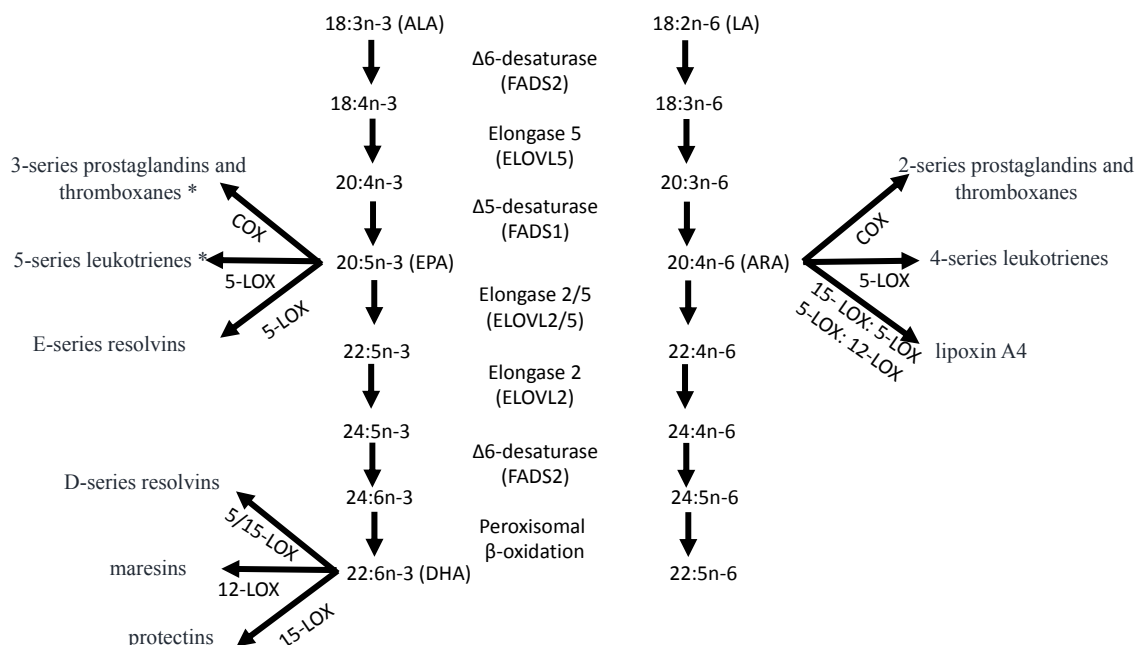 18:3n-3 (ALA)
18:2n-6 (LA)
Δ6-desaturase
(FADS2)
18:4n-3
18:3n-6
Elongase 5
(ELOVL5)
3-series prostaglandins and
thromboxanes *
20:4n-3
20:3n-6
2-series prostaglandins and
thromboxanes
COX
Δ5-desaturase
(FADS1)
COX
5-series leukotrienes *
5-LOX
20:5n-3 (EPA)
20:4n-6 (ARA)
5-LOX
4-series leukotrienes
5-LOX
Elongase 2/5
(ELOVL2/5)
15- LOX: 5-LOX
5-LOX: 12-LOX
E-series resolvins
22:5n-3
22:4n-6
lipoxin A4
Elongase 2
(ELOVL2)
24:5n-3
24:4n-6
Δ6-desaturase
(FADS2)
D-series resolvins
24:6n-3
24:5n-6
5/15-LOX
Peroxisomal
β-oxidation
maresins
12-LOX
22:6n-3 (DHA)
22:5n-6
15-LOX
protectins